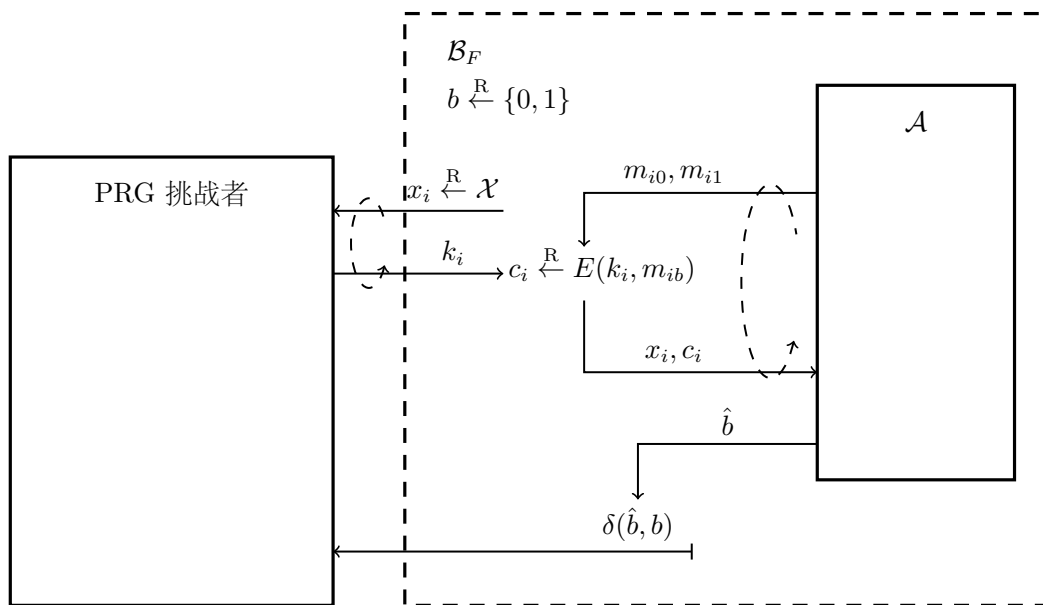 𝓑_F
b ←^R {0, 1}
𝒜
PRG 挑战者
x_i ←^R 𝒳
m_{i0}, m_{i1}
k_i
c_i ←^R E(k_i, m_{ib})
x_i, c_i
b̂
δ(b̂, b)